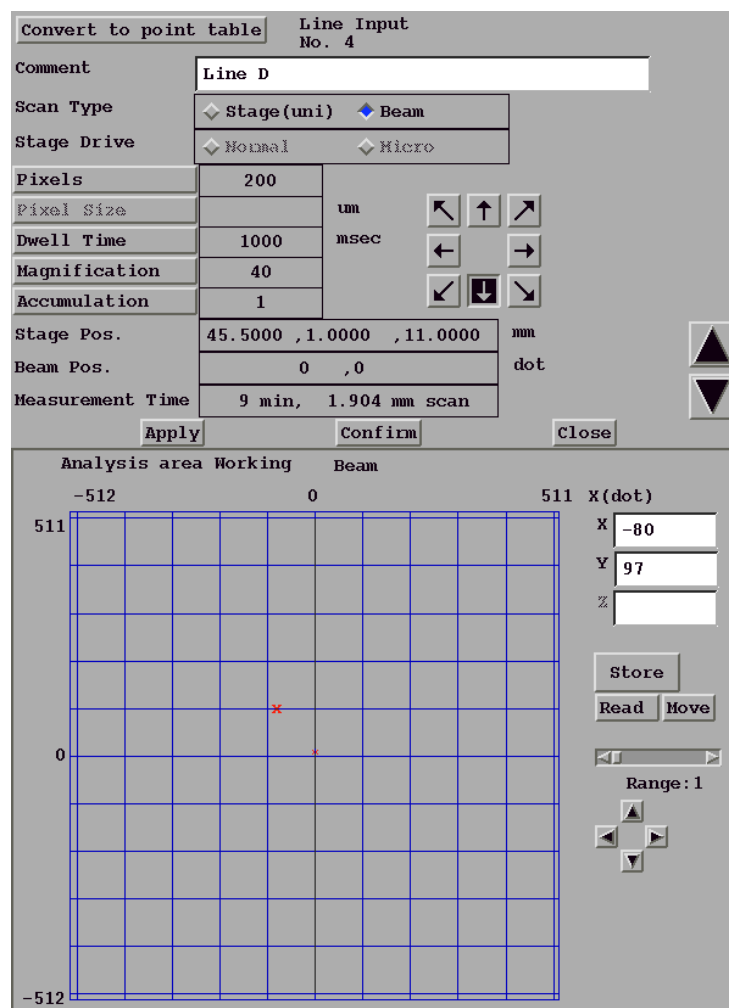 Convert to point table Line Input
No. 4
Comment Line D
Scan Type Stage(uni) Beam
Stage Drive Normal Micro
Pixels 200
Pixel Size um
Dwell Time 1000 msec
Magnification 40
Accumulation 1
Stage Pos. 45.5000 ,1.0000 ,11.0000 mm
Beam Pos. 0 ,0 dot
Measurement Time 9 min, 1.904 mm scan
Apply Confirm Close
Analysis area Working Beam
-512 0 511 X(dot)
511
X -80
Y 97
Z
Store
Read Move
0
Range:1
-512